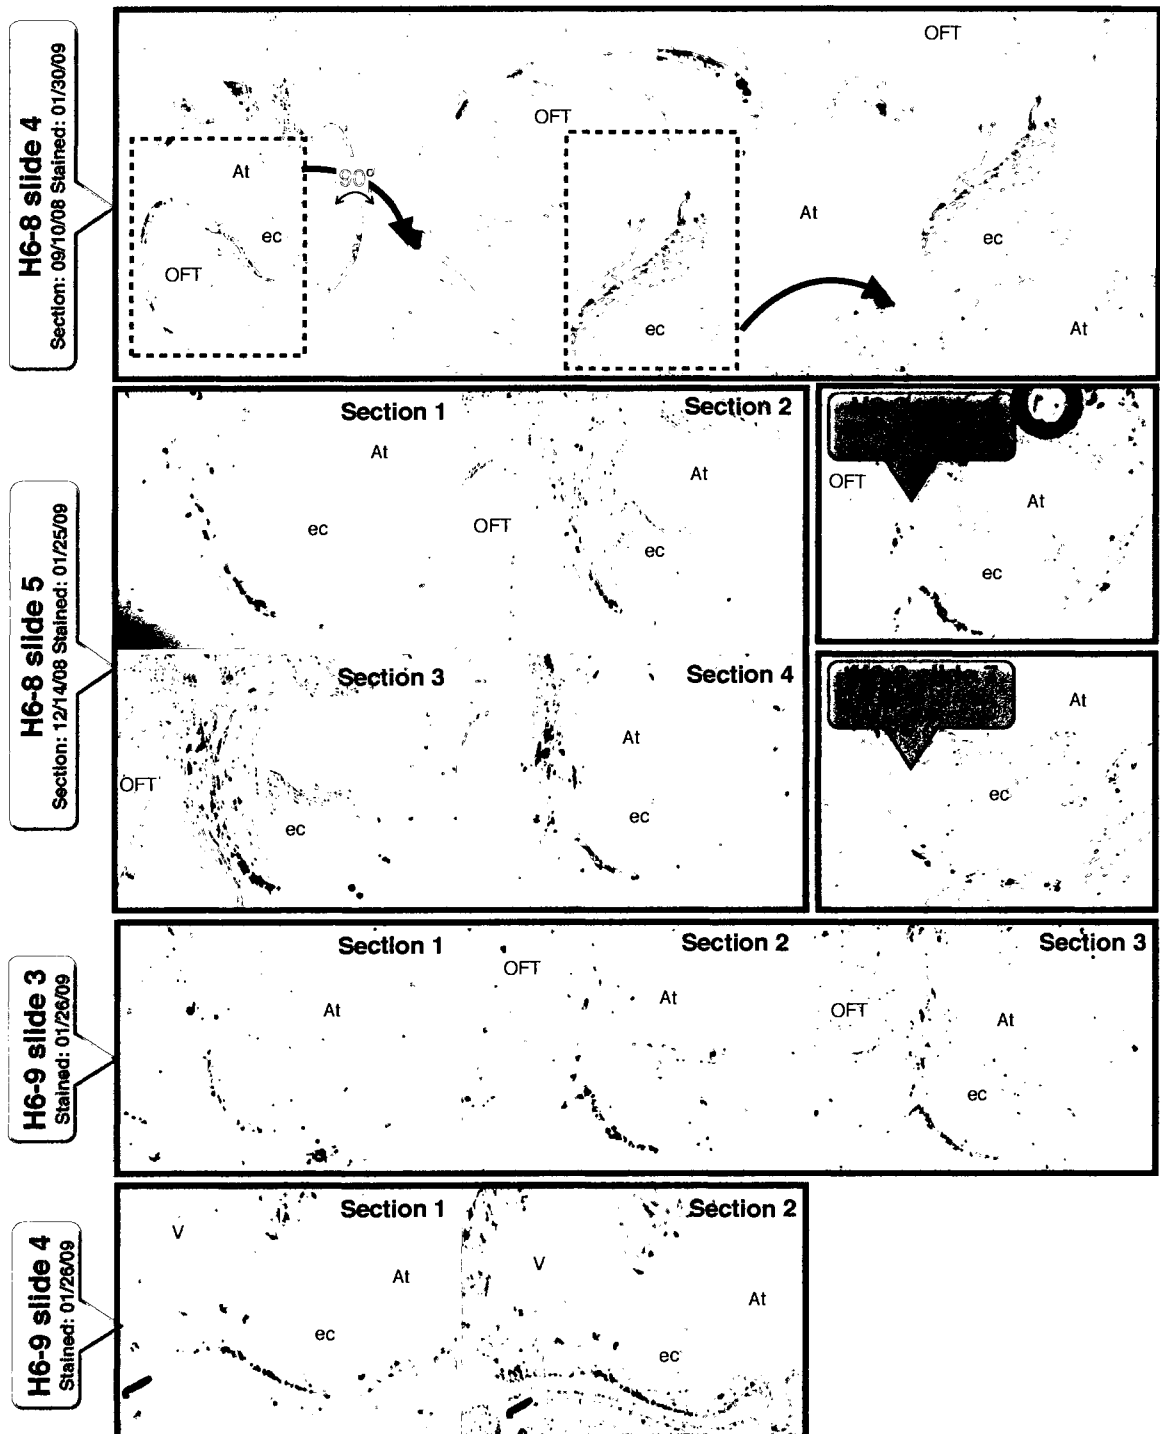 H6-8 slide 4
Section: 09/10/08 Stained: 01/30/09
OFT
OFT
At
90°
ec
OFT
At
ec
ec
At
H6-8 slide 5
Section: 12/14/08 Stained: 01/25/09
Section 1
At
ec
Section 2
At
OFT
ec
Section 3
OFT
ec
Section 4
At
ec
OFT
At
ec
At
ec
H6-9 slide 3
Stained: 01/26/09
Section 1
At
Section 2
OFT
At
Section 3
OFT
At
ec
H6-9 slide 4
Stained: 01/26/09
Section 1
V
At
ec
Section 2
V
At
ec